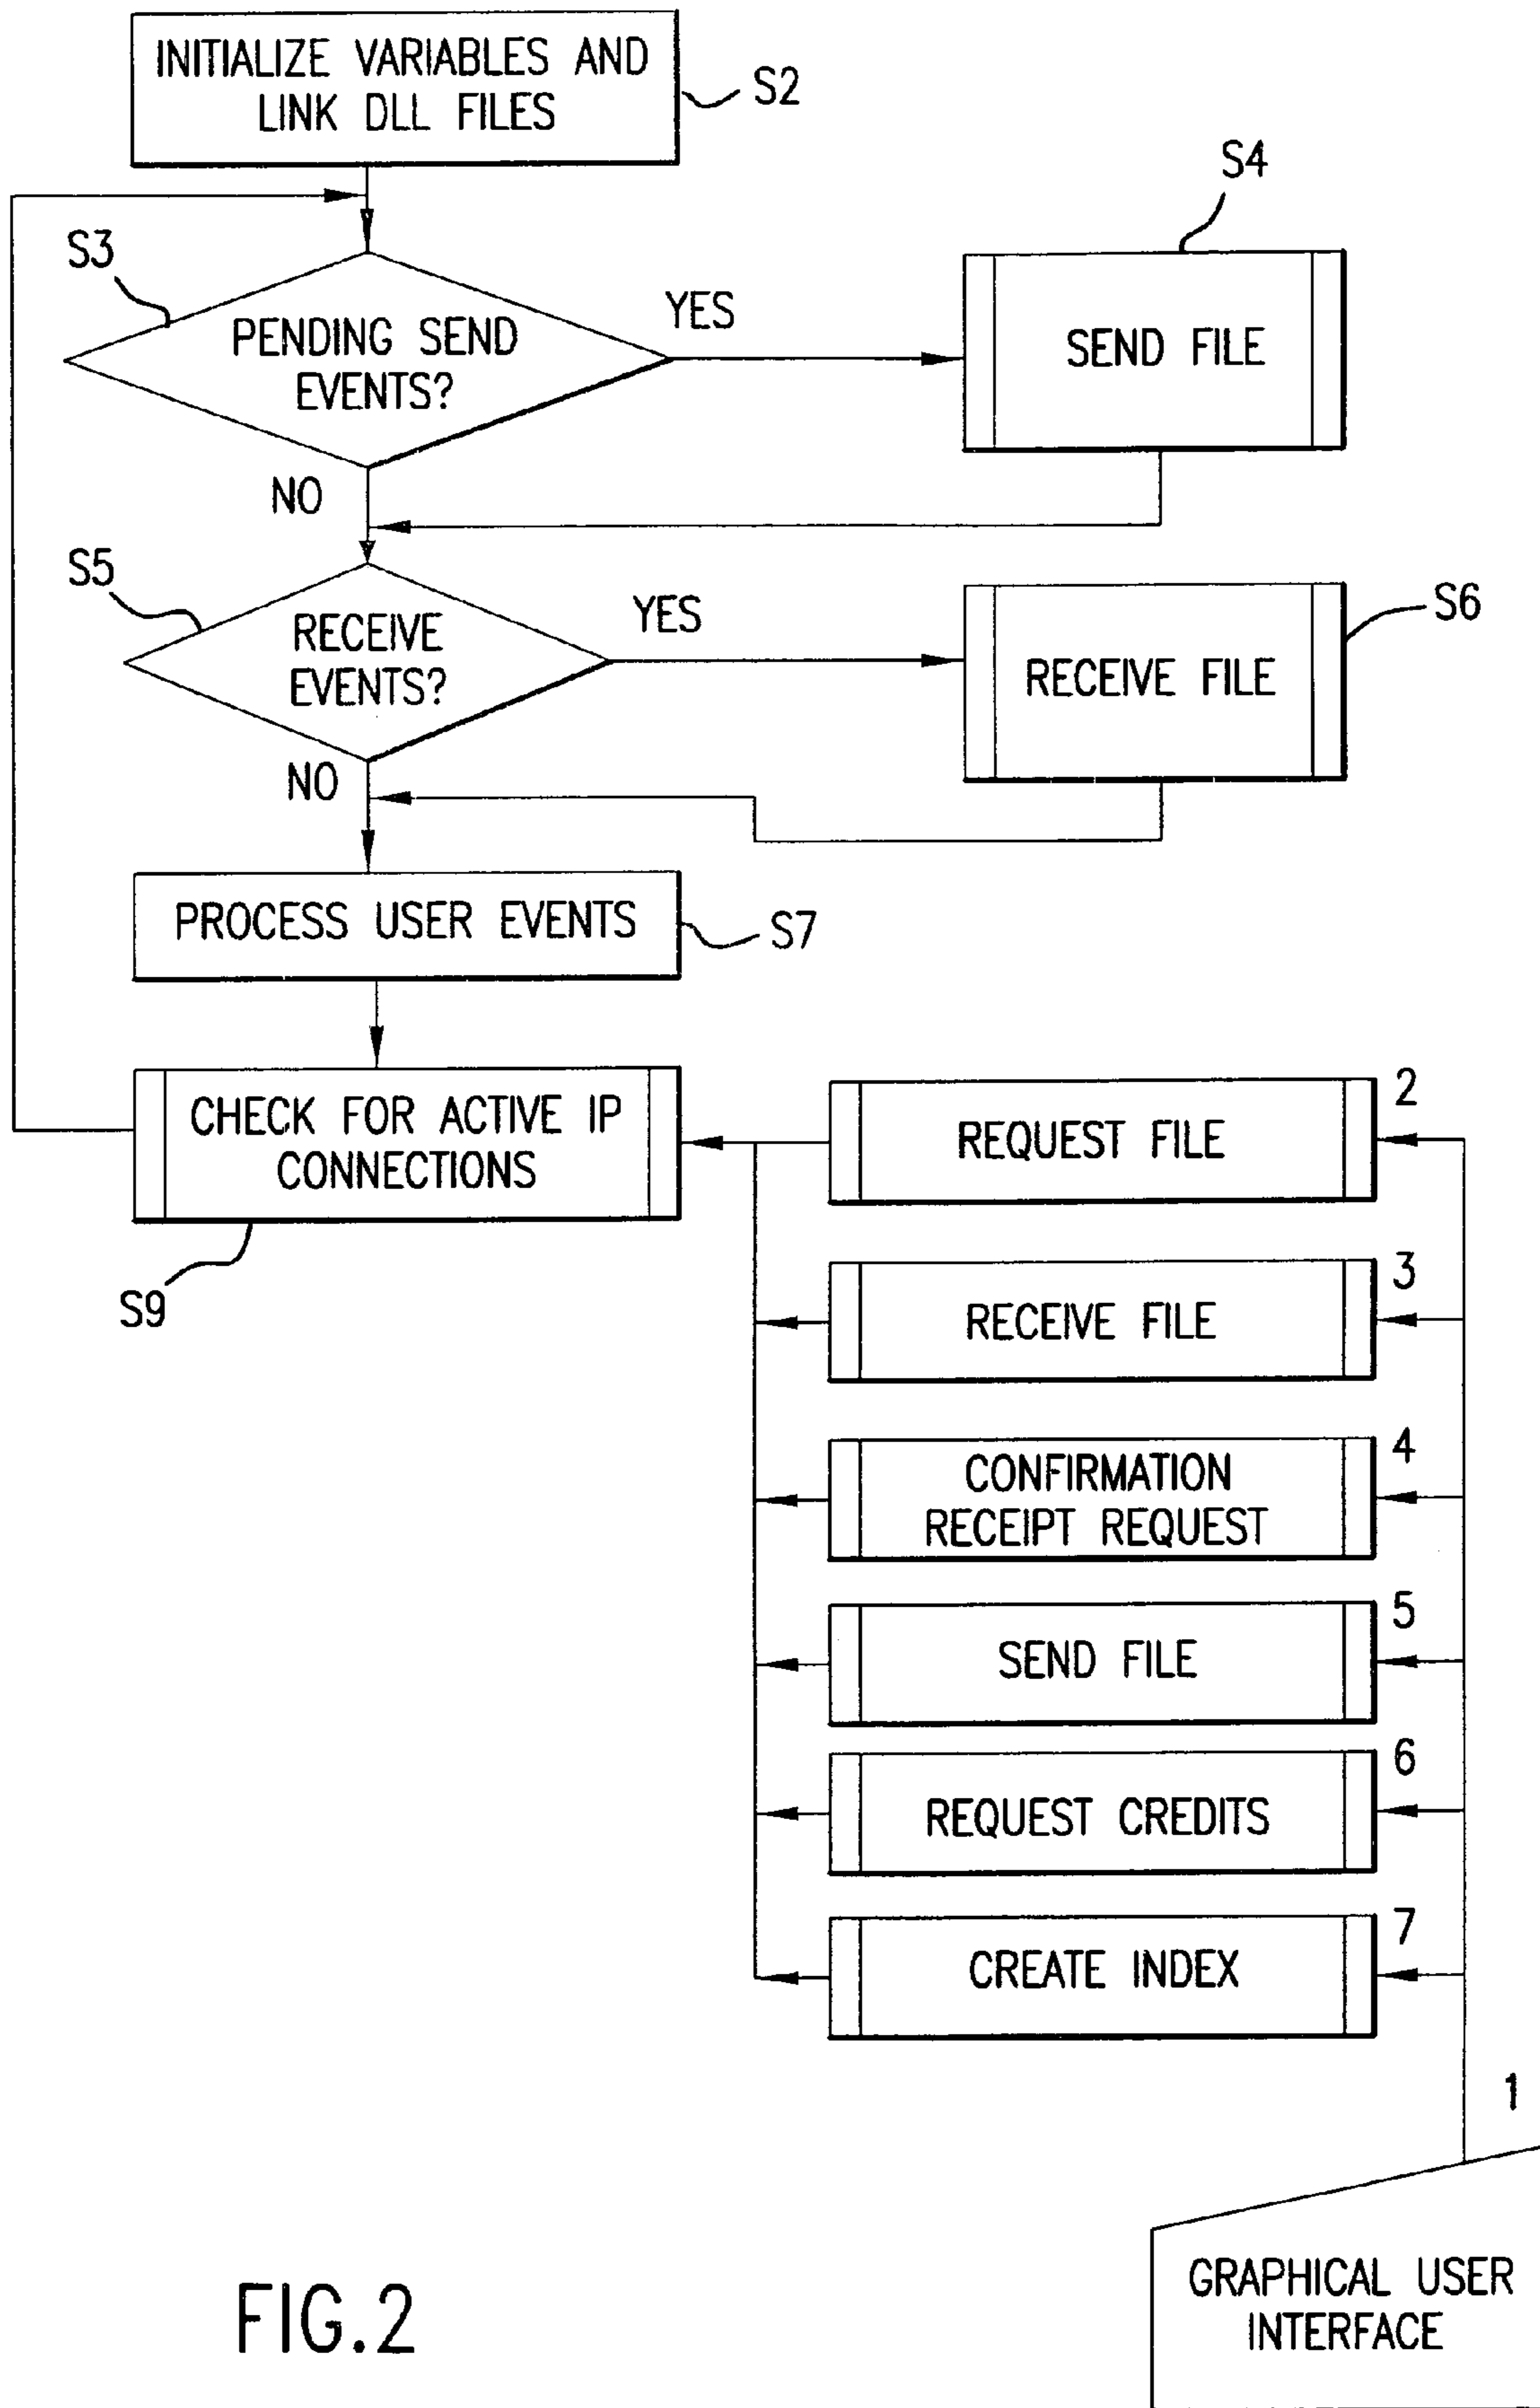 INITIALIZE VARIABLES AND
LINK DLL FILES
S2
S4
S3
PENDING SEND
EVENTS?
YES
SEND FILE
NO
S5
RECEIVE
EVENTS?
YES
RECEIVE FILE
S6
NO
PROCESS USER EVENTS
S7
CHECK FOR ACTIVE IP
CONNECTIONS
S9
REQUEST FILE
2
RECEIVE FILE
3
CONFIRMATION
RECEIPT REQUEST
4
SEND FILE
5
REQUEST CREDITS
6
CREATE INDEX
7
1
GRAPHICAL USER
INTERFACE
FIG.2